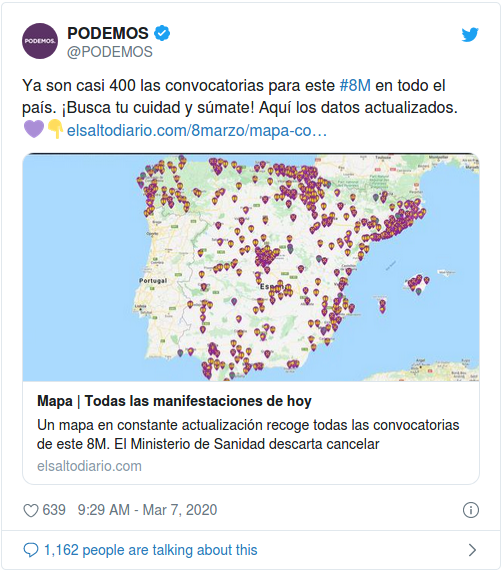 PODEMOS.
PODEMOS
@PODEMOS
Ya son casi 400 las convocatorias para este #8M en todo el
país. ¡Busca tu cuidad y súmate! Aquí los datos actualizados.
💜👇elsaltodiario.com/8marzo/mapa-co…
Portugal
Mapa | Todas las manifestaciones de hoy
Un mapa en constante actualización recoge todas las convocatorias
de este 8M. El Ministerio de Sanidad descarta cancelar
elsaltodiario.com
639 9:29 AM - Mar 7, 2020
1,162 people are talking about this